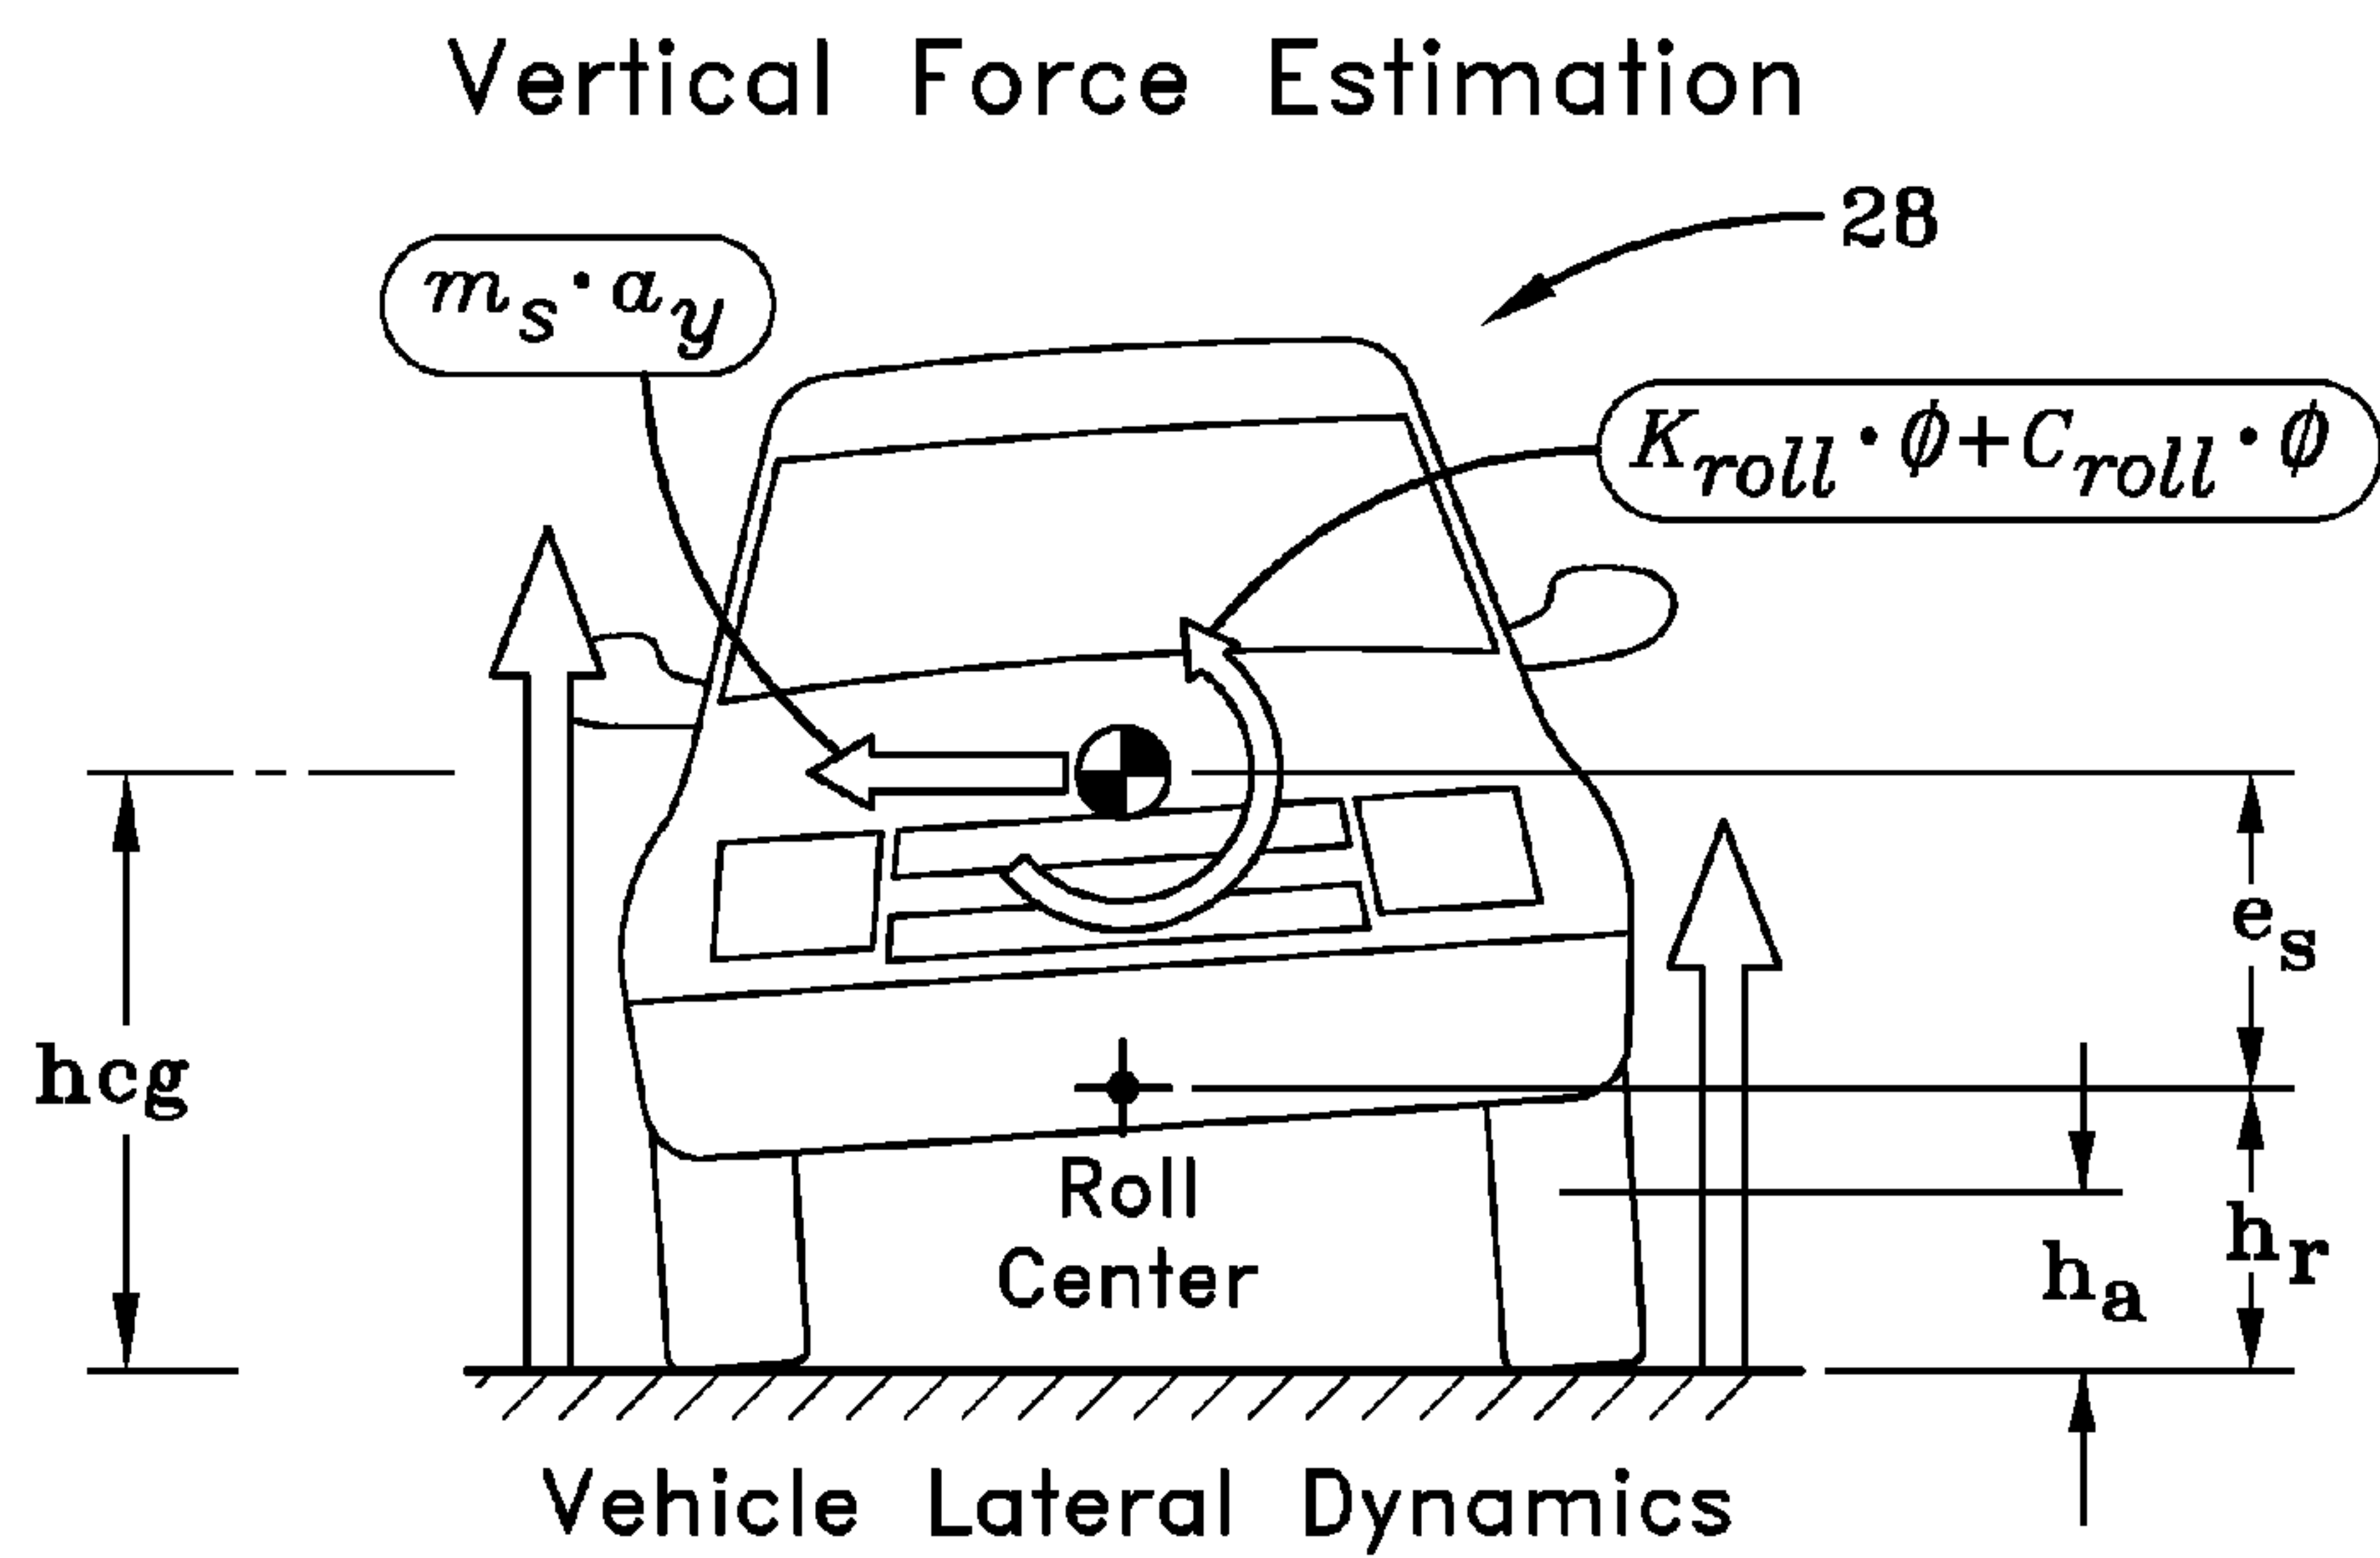 Vertical Force Estimation
28
m_s·a_y
K_roll·ϕ+C_roll·ϕ
e_s
hcg
Roll
Center
h_r
h_a
Vehicle Lateral Dynamics